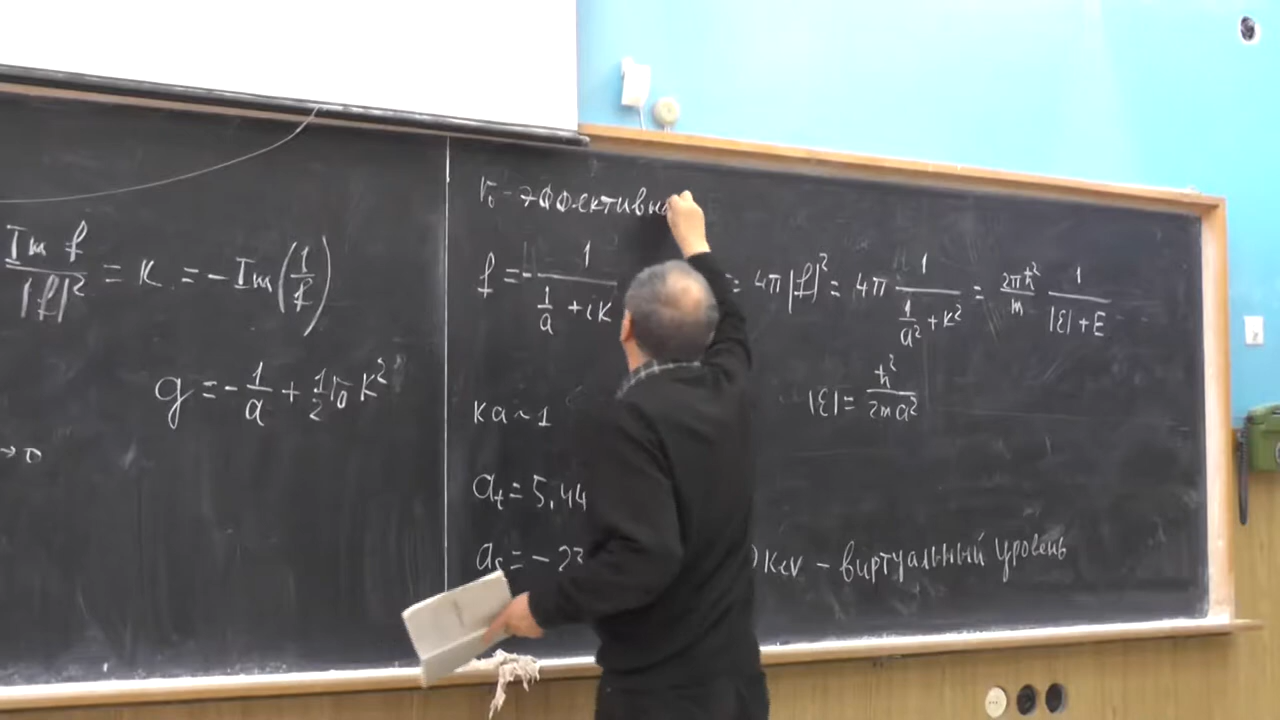 Im f / |f|² = K = -Im(1/f)
g = -1/a + 1/2 r₀ K²
→ 0
r₀ - эффективн
f = - 1 / (1/a + iK
= 4π|f|² = 4π 1 / (1/a² + K²) = 2πħ²/m 1 / (|ε| + E)
Ka ~ 1
|ε| = ħ² / 2ma²
a_t = 5,44
a_s = - 23
KeV - виртуальный уровень